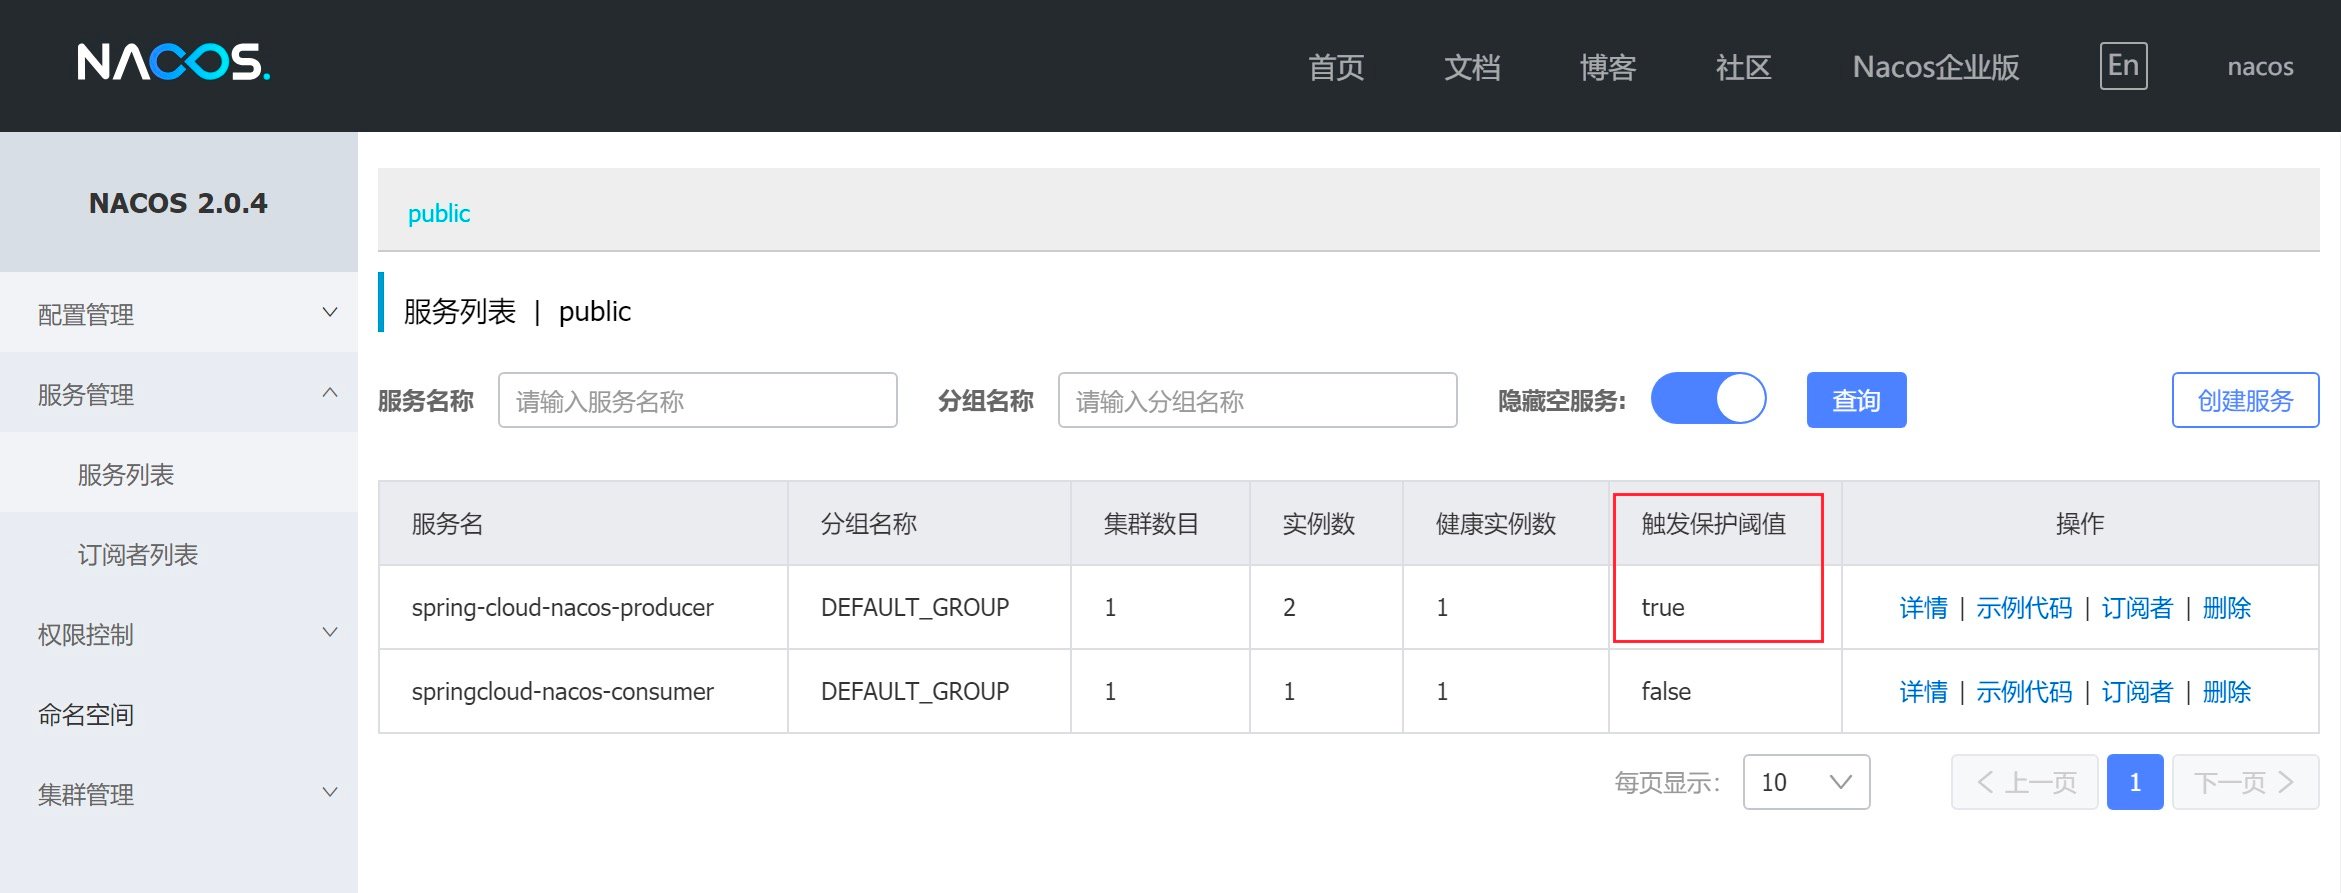 NACOS.
首页 文档 博客 社区 Nacos企业版 En nacos
NACOS 2.0.4
配置管理
服务管理
服务列表
订阅者列表
权限控制
命名空间
集群管理
public
服务列表 | public
服务名称 请输入服务名称 分组名称 请输入分组名称 隐藏空服务: 查询 创建服务
服务名 分组名称 集群数目 实例数 健康实例数 触发保护阈值 操作
spring-cloud-nacos-producer DEFAULT_GROUP 1 2 1 true 详情 | 示例代码 | 订阅者 | 删除
springcloud-nacos-consumer DEFAULT_GROUP 1 1 1 false 详情 | 示例代码 | 订阅者 | 删除
每页显示: 10 上一页 1 下一页